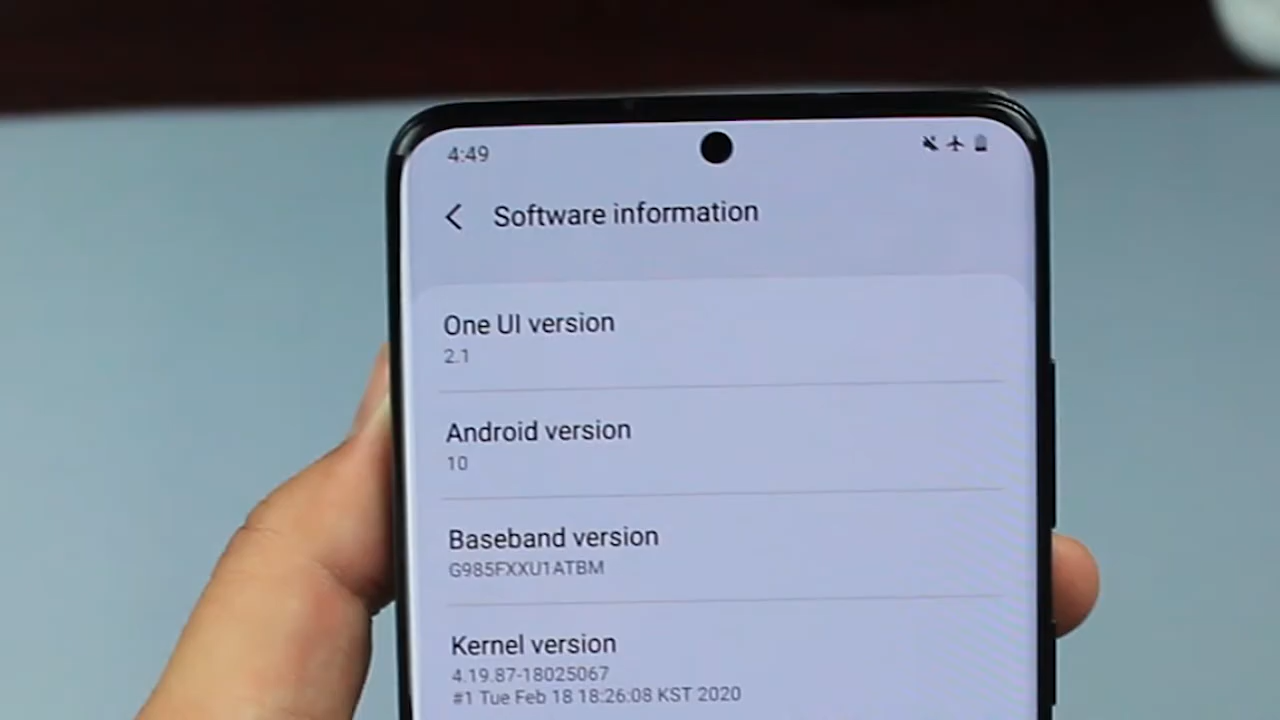 4:49
Software information
One UI version
2.1
Android version
10
Baseband version
G985FXXU1ATBM
Kernel version
4.19.87-18025067
#1 Tue Feb 18 18:26:08 KST 2020